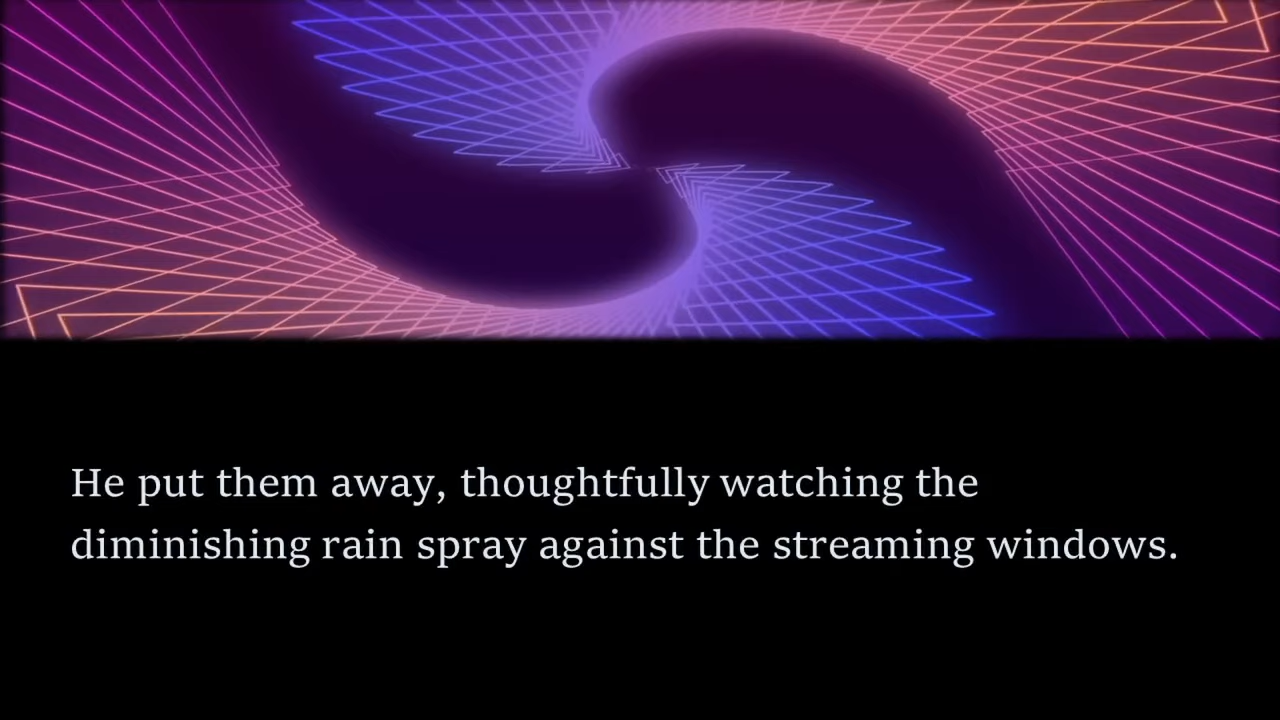 He put them away, thoughtfully watching the
diminishing rain spray against the streaming windows.